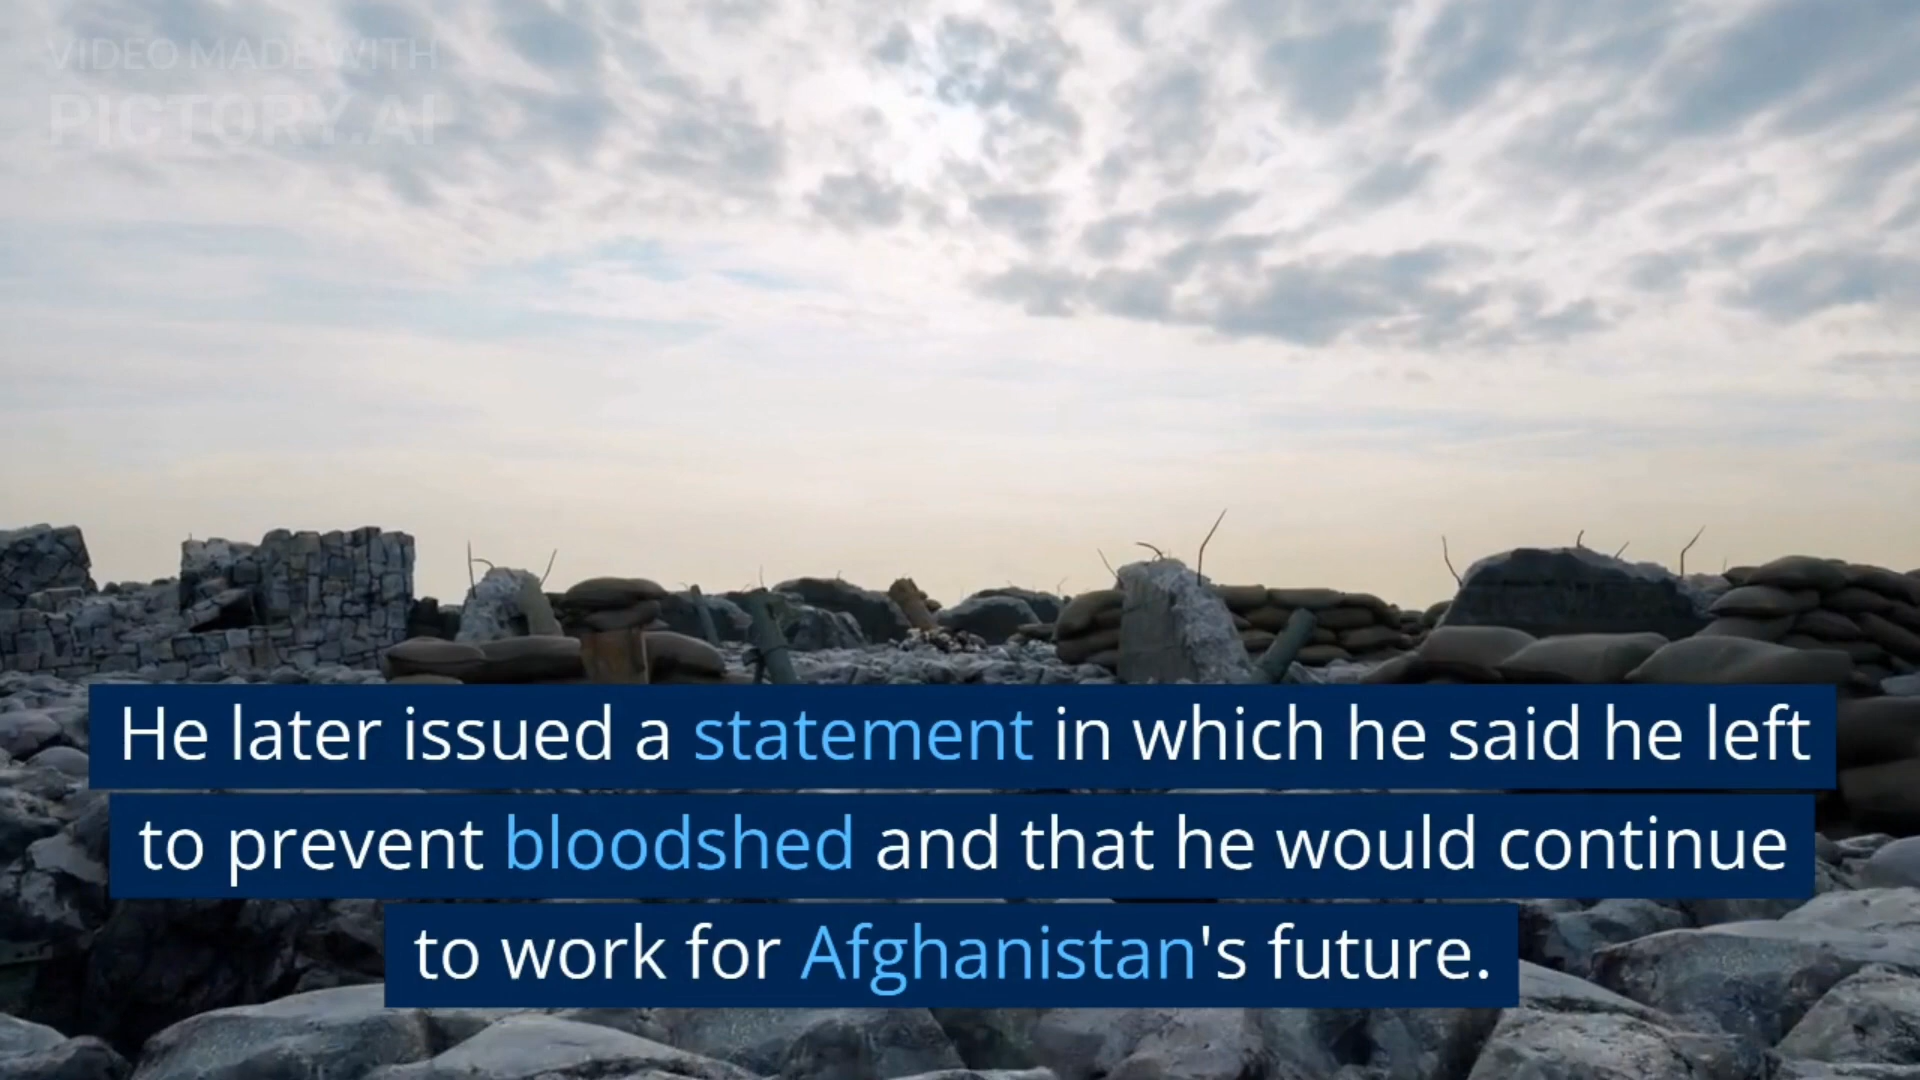 VIDEO MADE WITH
PICTORY.AI
He later issued a statement in which he said he left
to prevent bloodshed and that he would continue
to work for Afghanistan's future.